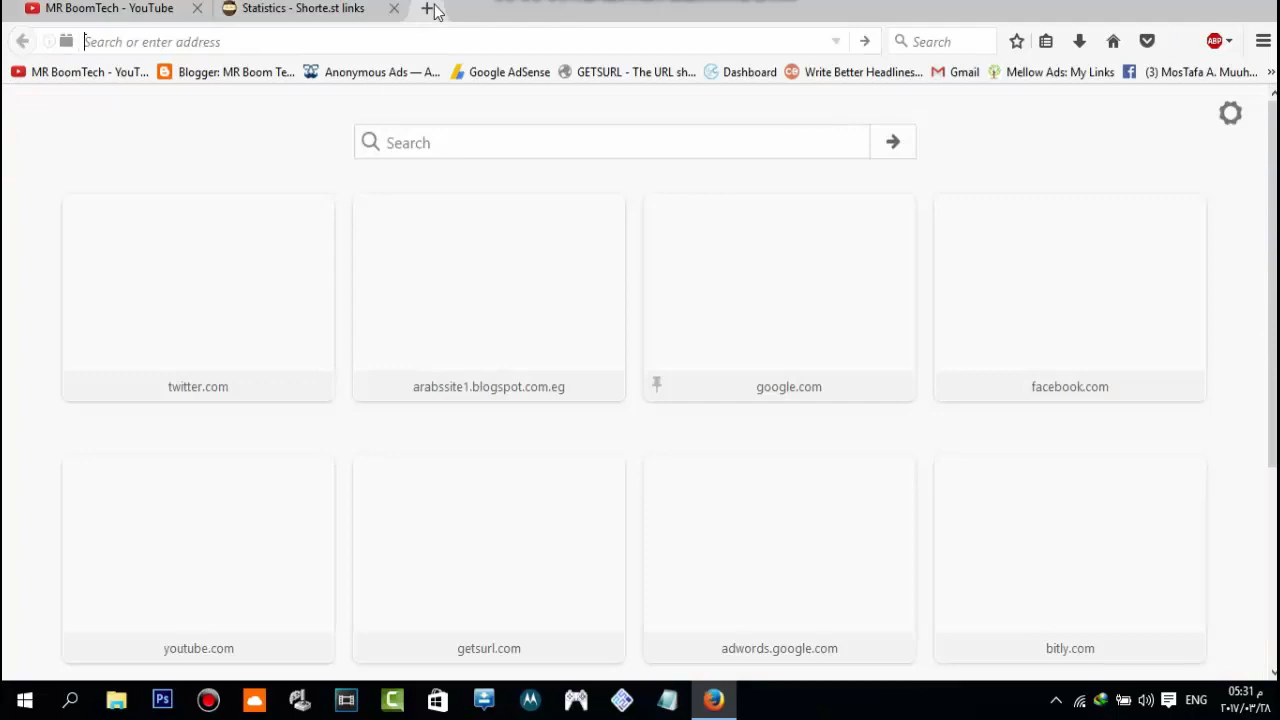 MR BoomTech - YouTube
Statistics - Shorte.st links
Search or enter address
Search
MR BoomTech - YouT...
Blogger: MR Boom Te...
Anonymous Ads — A...
Google AdSense
GETSURL - The URL sh...
Dashboard
Write Better Headlines...
Gmail
Mellow Ads: My Links
(3) MosTafa A. Muuh...
Search
twitter.com
arabssite1.blogspot.com.eg
google.com
facebook.com
youtube.com
getsurl.com
adwords.google.com
bitly.com
ENG
م 05:31
٢٠١٧/٠٣/٢٨